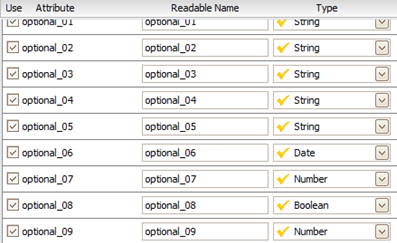 Use Attribute Readable Name Type
optional_01 optional_01 String
optional_02 optional_02 String
optional_03 optional_03 String
optional_04 optional_04 String
optional_05 optional_05 String
optional_06 optional_06 Date
optional_07 optional_07 Number
optional_08 optional_08 Boolean
optional_09 optional_09 Number